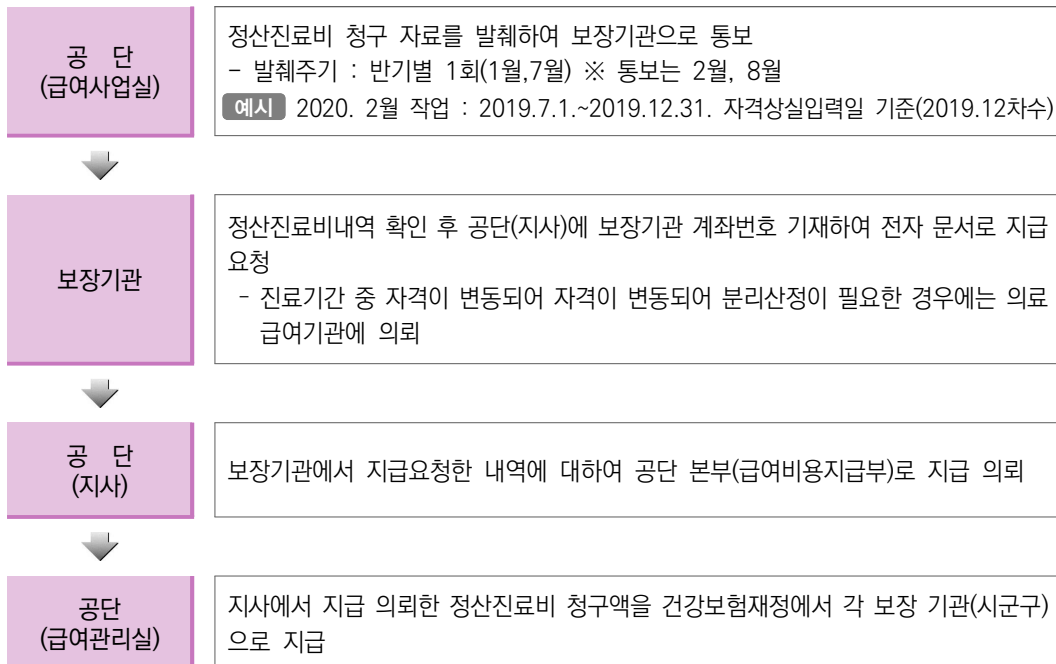 공 단
(급여사업실)
정산진료비 청구 자료를 발췌하여 보장기관으로 통보
- 발췌주기 : 반기별 1회(1월,7월) ※ 통보는 2월, 8월
예시 2020. 2월 작업 : 2019.7.1.~2019.12.31. 자격상실입력일 기준(2019.12차수)
보장기관
정산진료비내역 확인 후 공단(지사)에 보장기관 계좌번호 기재하여 전자 문서로 지급
요청
- 진료기간 중 자격이 변동되어 자격이 변동되어 분리산정이 필요한 경우에는 의료
급여기관에 의뢰
공 단
(지사)
보장기관에서 지급요청한 내역에 대하여 공단 본부(급여비용지급부)로 지급 의뢰
공단
(급여관리실)
지사에서 지급 의뢰한 정산진료비 청구액을 건강보험재정에서 각 보장 기관(시군구)
으로 지급